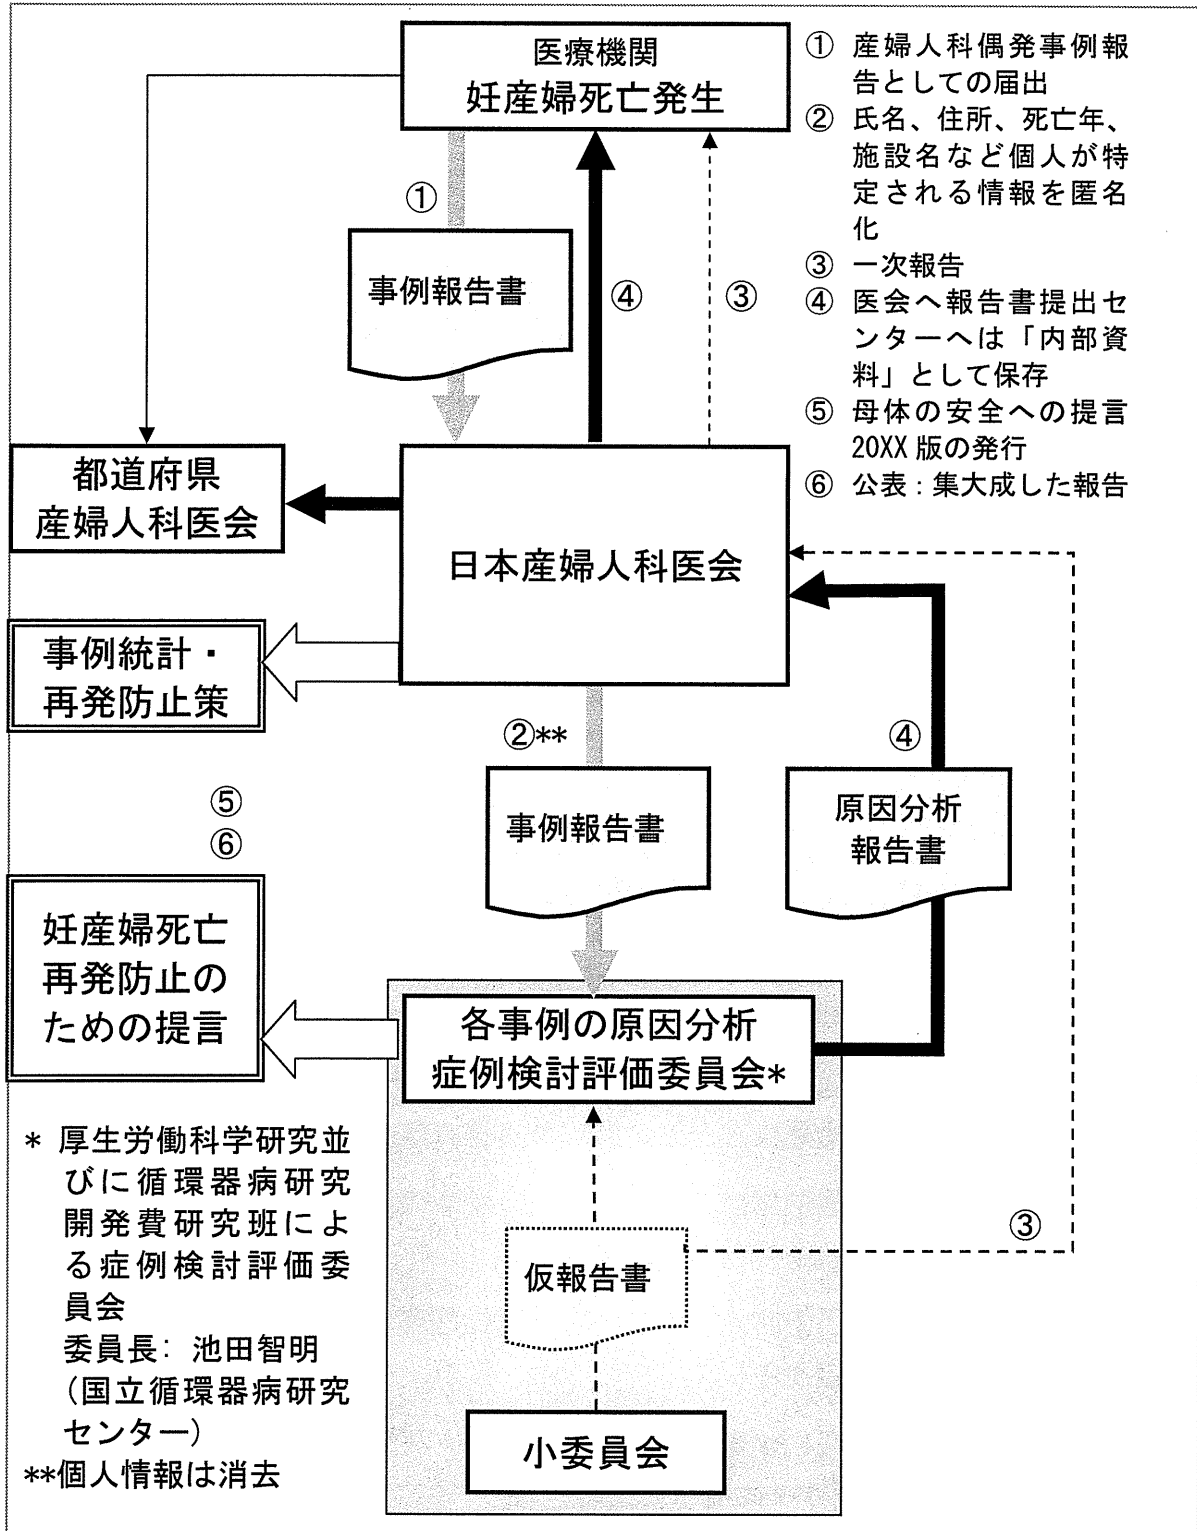 医療機関
妊産婦死亡発生
① 産婦人科偶発事例報
告としての届出
② 氏名、住所、死亡年、
施設名など個人が特
定される情報を匿名
化
③ 一次報告
④ 医会へ報告書提出セ
ンターへは「内部資
料」として保存
⑤ 母体の安全への提言
20XX 版の発行
⑥ 公表:集大成した報告
①
事例報告書
④
③
都道府県
産婦人科医会
日本産婦人科医会
事例統計・
再発防止策
②**
④
事例報告書
原因分析
報告書
⑤
⑥
妊産婦死亡
再発防止の
ための提言
各事例の原因分析
症例検討評価委員会*
* 厚生労働科学研究並
びに循環器病研究
開発費研究班によ
る症例検討評価委
員会
委員長: 池田智明
(国立循環器病研究
センター)
**個人情報は消去
③
仮報告書
小委員会